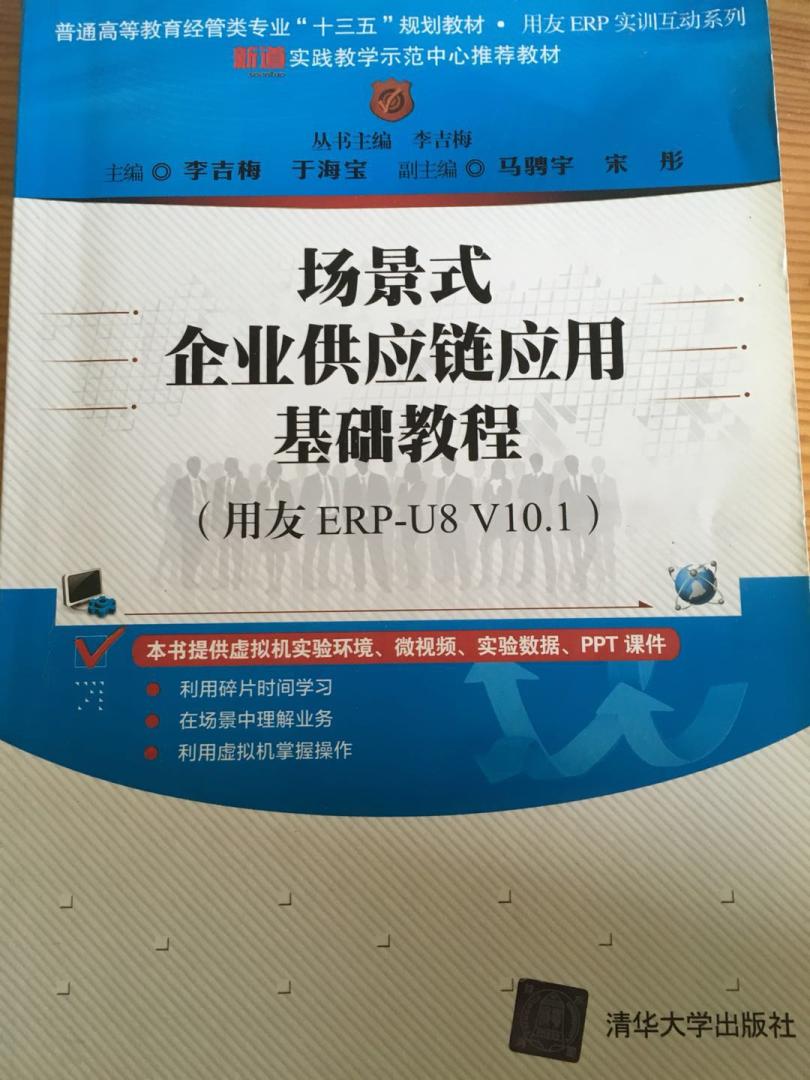 普通高等教育经管类专业“十三五”规划教材·用友 ERP 实训互动系列
新道 实践教学示范中心推荐教材
seentao
丛书主编 李吉梅
主编◎李吉梅 于海宝 副主编◎马骋宇 宋彤
场景式
企业供应链应用
基础教程
(用友 ERP-U8 V10.1)
本书提供虚拟机实验环境、微视频、实验数据、PPT 课件
利用碎片时间学习
在场景中理解业务
利用虚拟机掌握操作
清华大学出版社